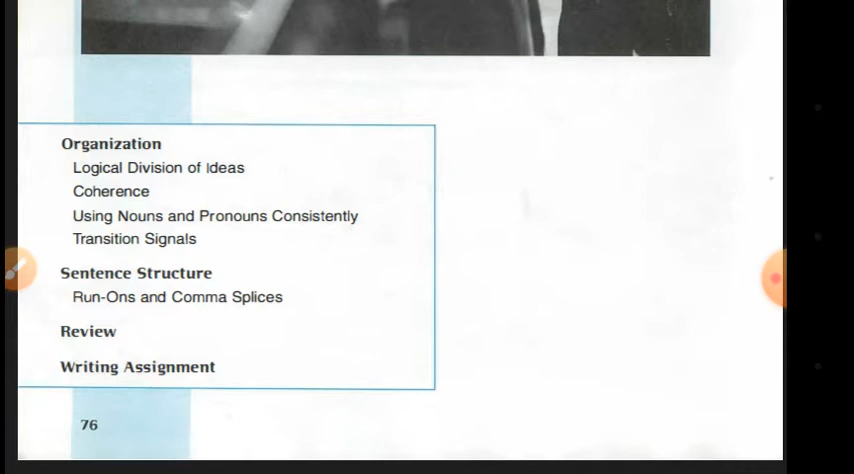 Organization
Logical Division of Ideas
Coherence
Using Nouns and Pronouns Consistently
Transition Signals
Sentence Structure
Run-Ons and Comma Splices
Review
Writing Assignment
76